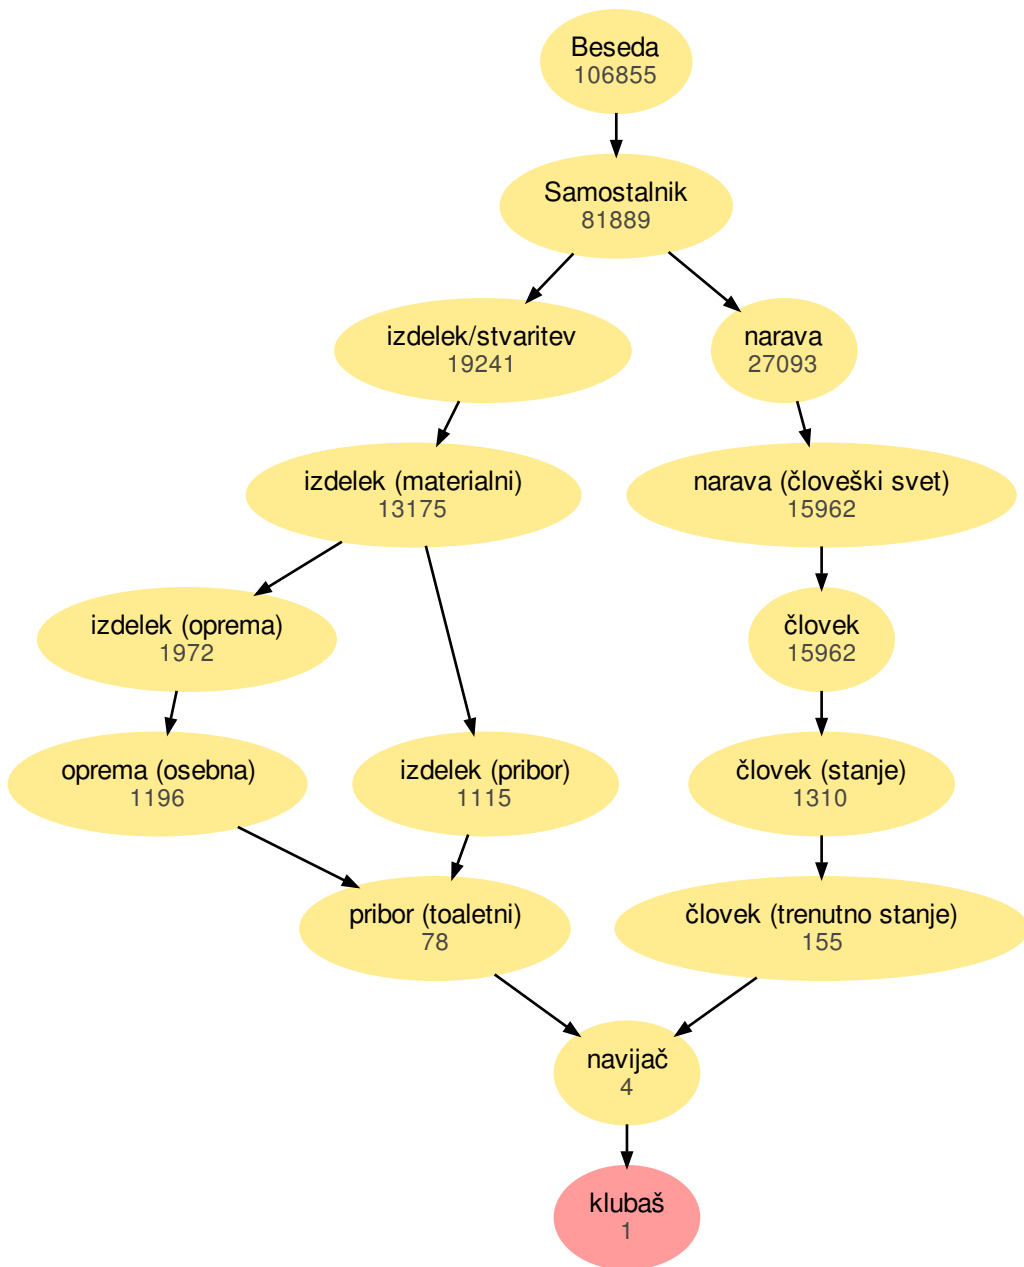 Beseda
106855
Samostalnik
81889
izdelek/stvaritev
19241
narava
27093
izdelek (materialni)
13175
narava (človeški svet)
15962
izdelek (oprema)
1972
človek
15962
oprema (osebna)
1196
izdelek (pribor)
1115
človek (stanje)
1310
pribor (toaletni)
78
človek (trenutno stanje)
155
navijač
4
klubaš
1